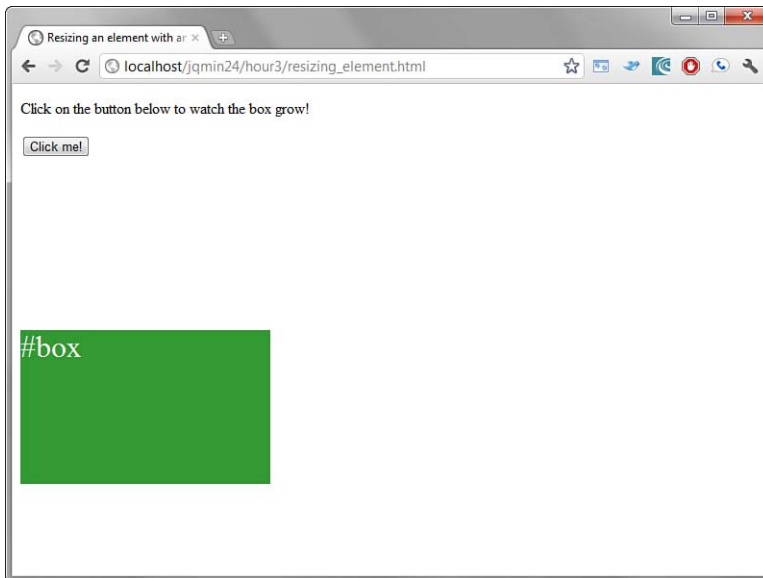 Resizing an element with ar
localhost/jqmin24/hour3/resizing_element.html
Click on the button below to watch the box grow!
Click me!
#box